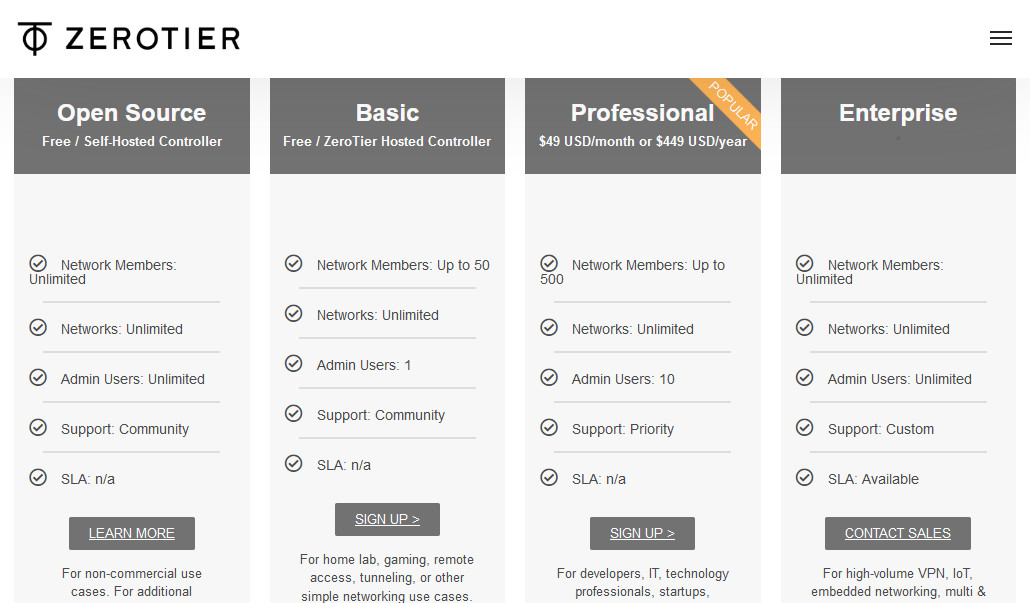 ZEROTIER
Open Source
Free / Self-Hosted Controller
Network Members:
Unlimited
Networks: Unlimited
Admin Users: Unlimited
Support: Community
SLA: n/a
LEARN MORE
For non-commercial use
cases. For additional
Basic
Free / ZeroTier Hosted Controller
Network Members: Up to 50
Networks: Unlimited
Admin Users: 1
Support: Community
SLA: n/a
SIGN UP >
For home lab, gaming, remote
access, tunneling, or other
simple networking use cases.
POPULAR
Professional
$49 USD/month or $449 USD/year
Network Members: Up to
500
Networks: Unlimited
Admin Users: 10
Support: Priority
SLA: n/a
SIGN UP >
For developers, IT, technology
professionals, startups,
Enterprise
Network Members:
Unlimited
Networks: Unlimited
Admin Users: Unlimited
Support: Custom
SLA: Available
CONTACT SALES
For high-volume VPN, IoT,
embedded networking, multi &